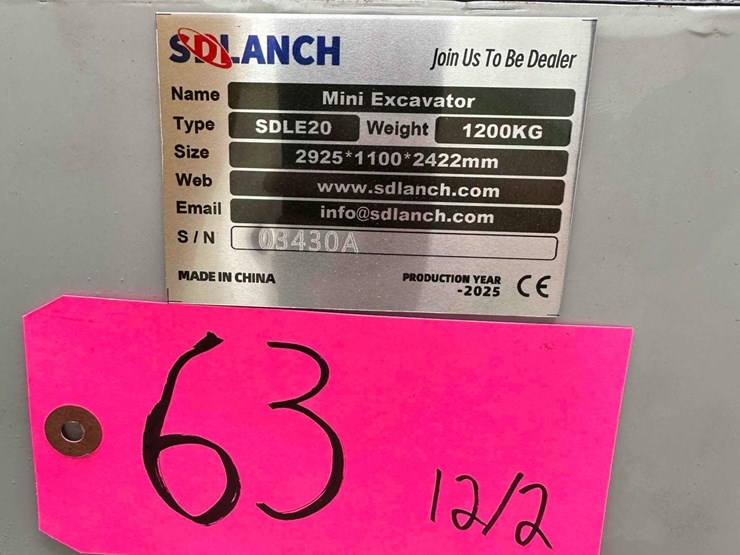 SDLANCH
Join Us To Be Dealer
Name Mini Excavator
Type SDLE20 Weight 1200KG
Size 2925*1100*2422mm
Web www.sdlanch.com
Email info@sdlanch.com
S/N 03430A
MADE IN CHINA
PRODUCTION YEAR
-2025
CE
63
12/2